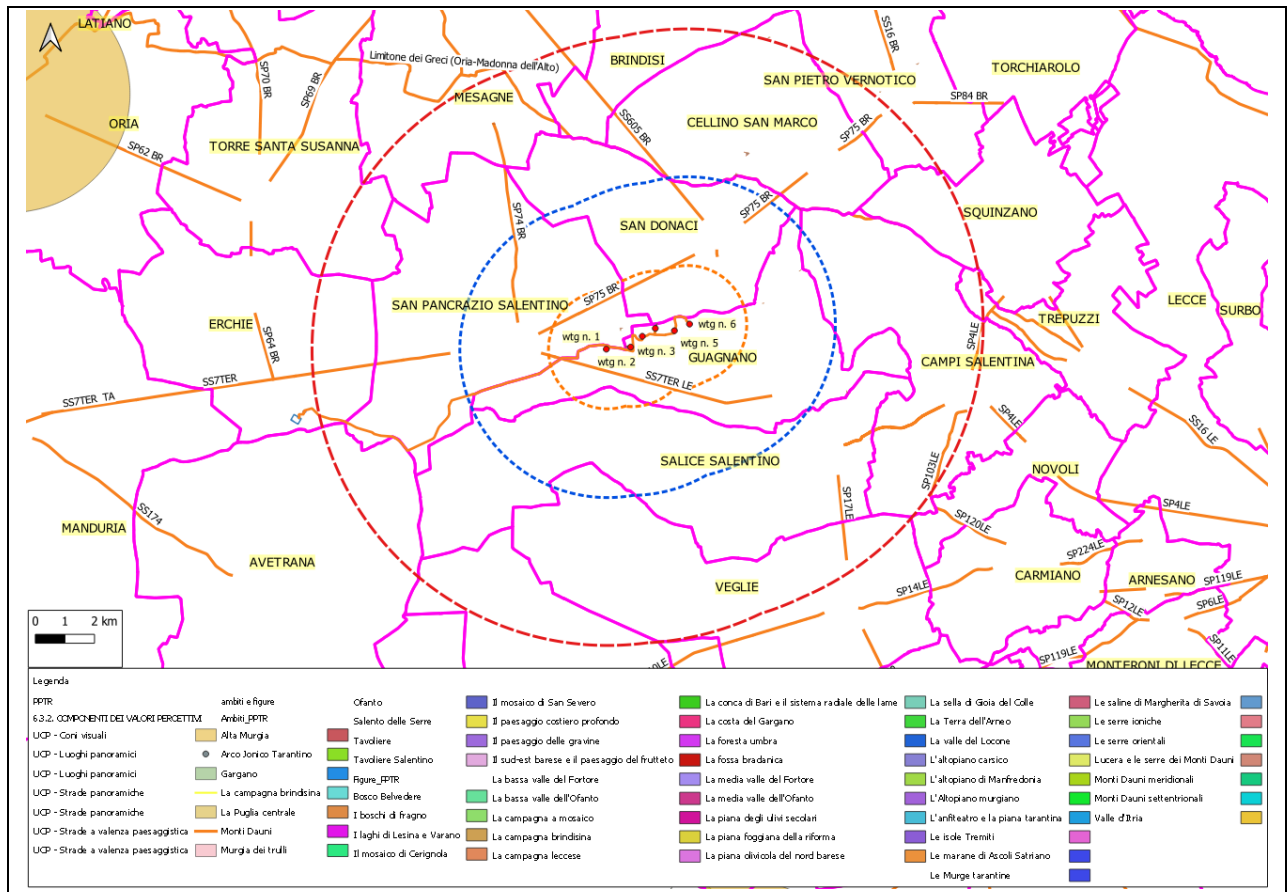 LATIANO
SS16 BR
BRINDISI
Limitone dei Greci (Oria-Madonna dell'Alto)
TORCHIAROLO
SAN PIETRO VERNOTICO
SP70 BR
SP69 BR
MESAGNE
SP84 BR
ORIA
SS605 BR
CELLINO SAN MARCO
SP75 BR
TORRE SANTA SUSANNA
SP62 BR
SP74 BR
SP75 BR
SQUINZANO
SAN DONACI
SAN PANCRAZIO SALENTINO
SP75 BR
LECCE
SURBO
ERCHIE
SP64 BR
wtg n. 1
wtg n. 6
TREPUZZI
wtg n. 3
wtg n. 5
SP4LE
wtg n. 2
GUAGNANO
CAMPI SALENTINA
SS7TER
SS7TER LE
SS7TER TA
SP4LE
SS16 LE
SALICE SALENTINO
NOVOLI
SP103LE
SP17LE
SP4LE
MANDURIA
SS174
SP120LE
AVETRANA
SP224LE
VEGLIE
CARMIANO
ARNESANO
SP119LE
SP14LE
SP12LE
SP6LE
0 1 2 km
SP11LE
SP119LE
MONTERONI DI LECCE
Legenda
PPTR
6.3.2. COMPONENTI DEI VALORI PERCETTIVI
UCP - Coni visuali
UCP - Luoghi panoramici
UCP - Luoghi panoramici
UCP - Strade panoramiche
UCP - Strade panoramiche
UCP - Strade a valenza paesaggistica
UCP - Strade a valenza paesaggistica
ambiti e figure
Ambiti_PPTR
Alta Murgia
Arco Jonico Tarantino
Gargano
La campagna brindisina
La Puglia centrale
Monti Dauni
Murgia dei trulli
Ofanto
Salento delle Serre
Tavoliere
Tavoliere Salentino
Figure_PPTR
Bosco Belvedere
I boschi di fragno
I laghi di Lesina e Varano
Il mosaico di Cerignola
Il mosaico di San Severo
Il paesaggio costiero profondo
Il paesaggio delle gravine
Il sud-est barese e il paesaggio del frutteto
La bassa valle del Fortore
La bassa valle dell'Ofanto
La campagna a mosaico
La campagna brindisina
La campagna leccese
La conca di Bari e il sistema radiale delle lame
La costa del Gargano
La foresta umbra
La fossa bradanica
La media valle del Fortore
La media valle dell'Ofanto
La piana degli ulivi secolari
La piana foggiana della riforma
La piana olivicola del nord barese
La sella di Gioia del Colle
La Terra dell'Arneo
La valle del Locone
L'altopiano carsico
L'altopiano di Manfredonia
L'Altopiano murgiano
L'anfiteatro e la piana tarantina
Le isole Tremiti
Le marane di Ascoli Satriano
Le Murge tarantine
Le saline di Margherita di Savoia
Le serre ioniche
Le serre orientali
Lucera e le serre dei Monti Dauni
Monti Dauni meridionali
Monti Dauni settentrionali
Valle d'Itria